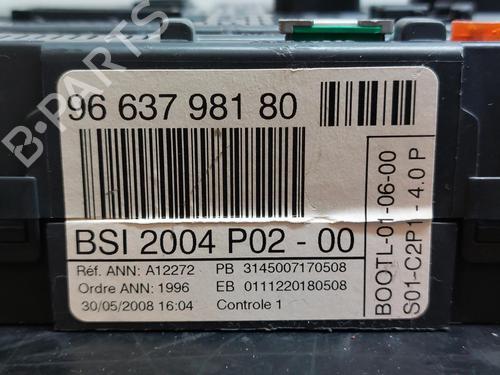 96 637 981 80
BSI 2004 P02 - 00
Réf. ANN: A12272 PB 3145007170508
Ordre ANN: 1996 EB 0111220180508
30/05/2008 16:04 Controle 1
BOOTL-01-06-00
S01-C2P1 - 4.0 P
B-PARTS